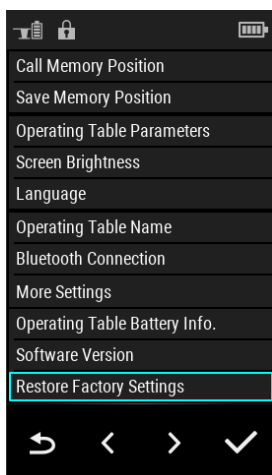 Call Memory Position
Save Memory Position
Operating Table Parameters
Screen Brightness
Language
Operating Table Name
Bluetooth Connection
More Settings
Operating Table Battery Info.
Software Version
Restore Factory Settings